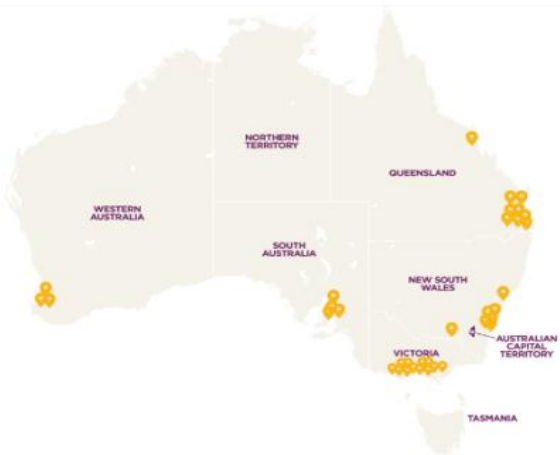 NORTHERN
TERRITORY
QUEENSLAND
WESTERN
AUSTRALIA
SOUTH
AUSTRALIA
NEW SOUTH
WALES
AUSTRALIAN
CAPITAL
TERRITORY
VICTORIA
TASMANIA